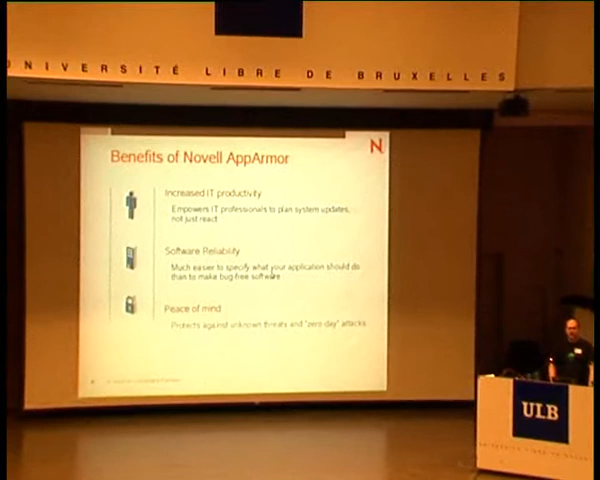 UNIVERSITÉ LIBRE DE BRUXELLES
N
Benefits of Novell AppArmor
Increased IT productivity
Empowers IT professionals to plan system updates,
not just react
Software Reliability
Much easier to specify what your application should do
than to make bug-free software
Peace of mind
Protects against unknown threats and "zero day" attacks
ULB